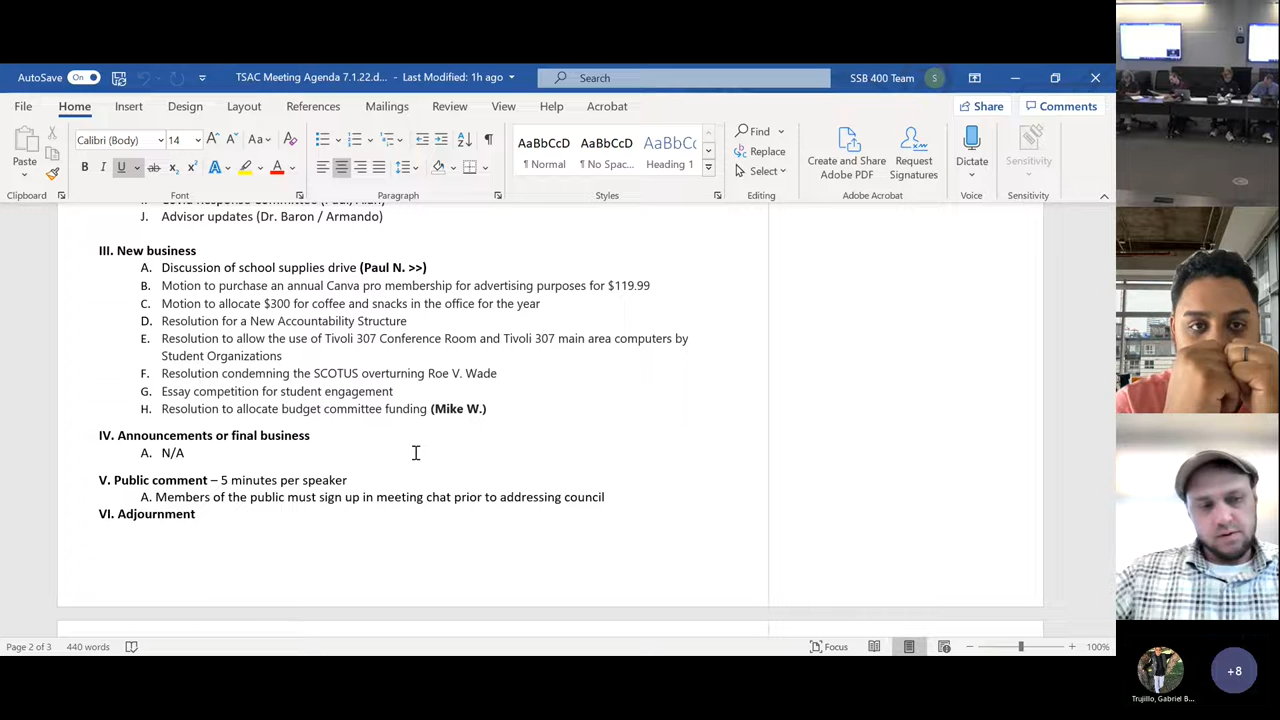 AutoSave On TSAC Meeting Agenda 7.1.22.d... - Last Modified: 1h ago Search SSB 400 Team S
File Home Insert Design Layout References Mailings Review View Help Acrobat Share Comments
Calibri (Body) 14 Aa
Paste B I U ab x₂ x² A A
AaBbCcD AaBbCcD AaBbCc
¶ Normal ¶ No Spac... Heading 1
Find
Replace
Select
Create and Share Adobe PDF
Request Signatures
Dictate
Sensitivity
Clipboard Font Paragraph Styles Editing Adobe Acrobat Voice Sensitivity
J. Advisor updates (Dr. Baron / Armando)
III. New business
A. Discussion of school supplies drive (Paul N. >>)
B. Motion to purchase an annual Canva pro membership for advertising purposes for $119.99
C. Motion to allocate $300 for coffee and snacks in the office for the year
D. Resolution for a New Accountability Structure
E. Resolution to allow the use of Tivoli 307 Conference Room and Tivoli 307 main area computers by
Student Organizations
F. Resolution condemning the SCOTUS overturning Roe V. Wade
G. Essay competition for student engagement
H. Resolution to allocate budget committee funding (Mike W.)
IV. Announcements or final business
A. N/A
V. Public comment – 5 minutes per speaker
A. Members of the public must sign up in meeting chat prior to addressing council
VI. Adjournment
Page 2 of 3 440 words Focus 100%
Trujillo, Gabriel B...
+8